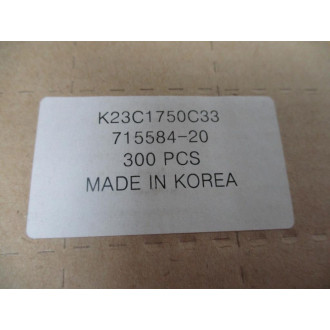 K23C1750C33
715584-20
300 PCS
MADE IN KOREA